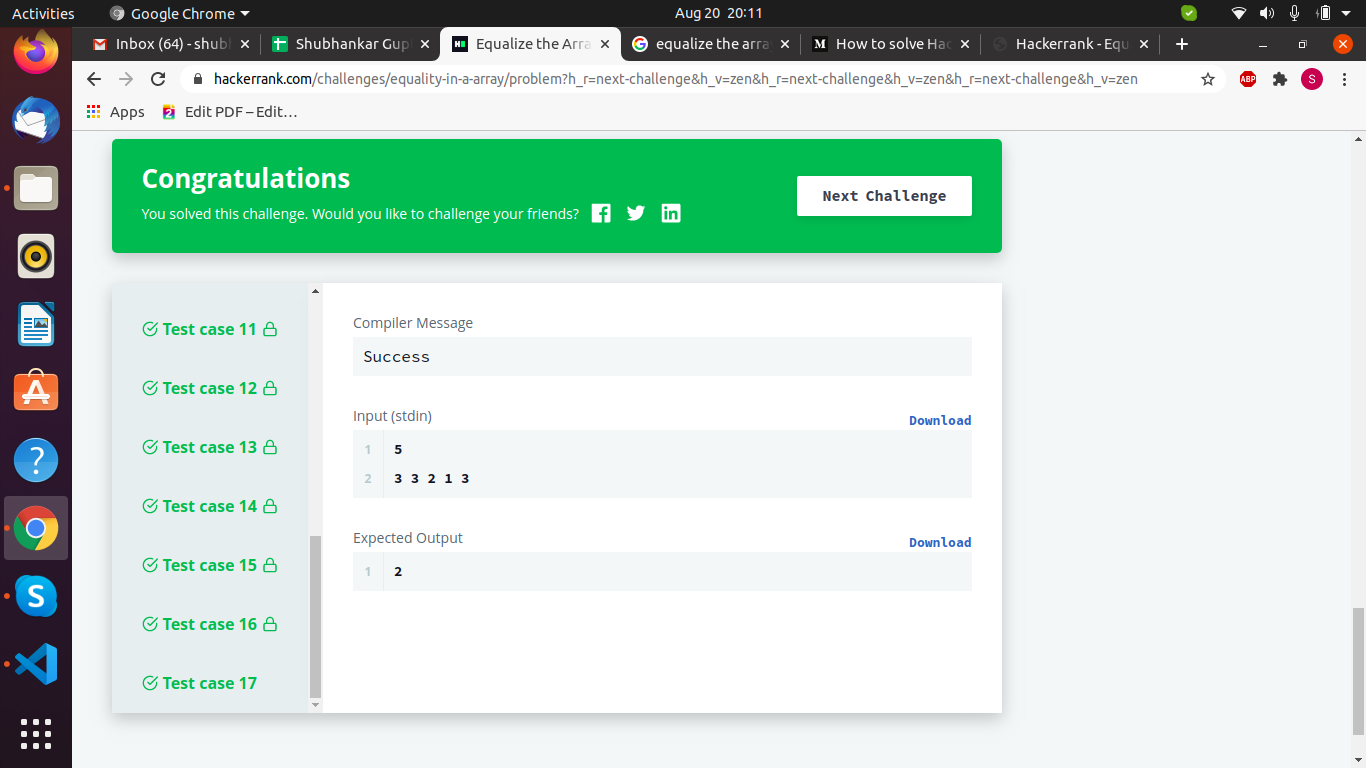 Activities
Google Chrome
Aug 20 20:11
Inbox (64) - shubl
Shubhankar Gup
Equalize the Arra
equalize the arra
How to solve Hac
Hackerrank - Equ
hackerrank.com/challenges/equality-in-a-array/problem?h_r=next-challenge&h_v=zen&h_r=next-challenge&h_v=zen&h_r=next-challenge&h_v=zen
ABP
S
Apps
Edit PDF – Edit…
Congratulations
You solved this challenge. Would you like to challenge your friends?
Next Challenge
Test case 11
Test case 12
Test case 13
Test case 14
Test case 15
Test case 16
Test case 17
Compiler Message
Success
Input (stdin)
Download
1 5
2 3 3 2 1 3
Expected Output
Download
1 2